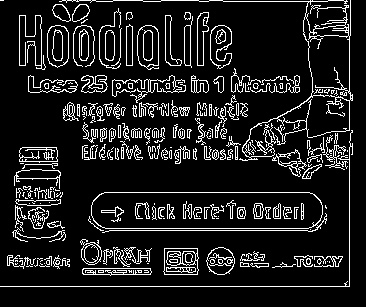 HoodiaLife
Lose 25 pounds in 1 Month!
Discover the New Miracle
Supplement for Safe,
Effective Weight Loss!
Click Here To Order!
Featured on: OPRAH 60 abc TODAY